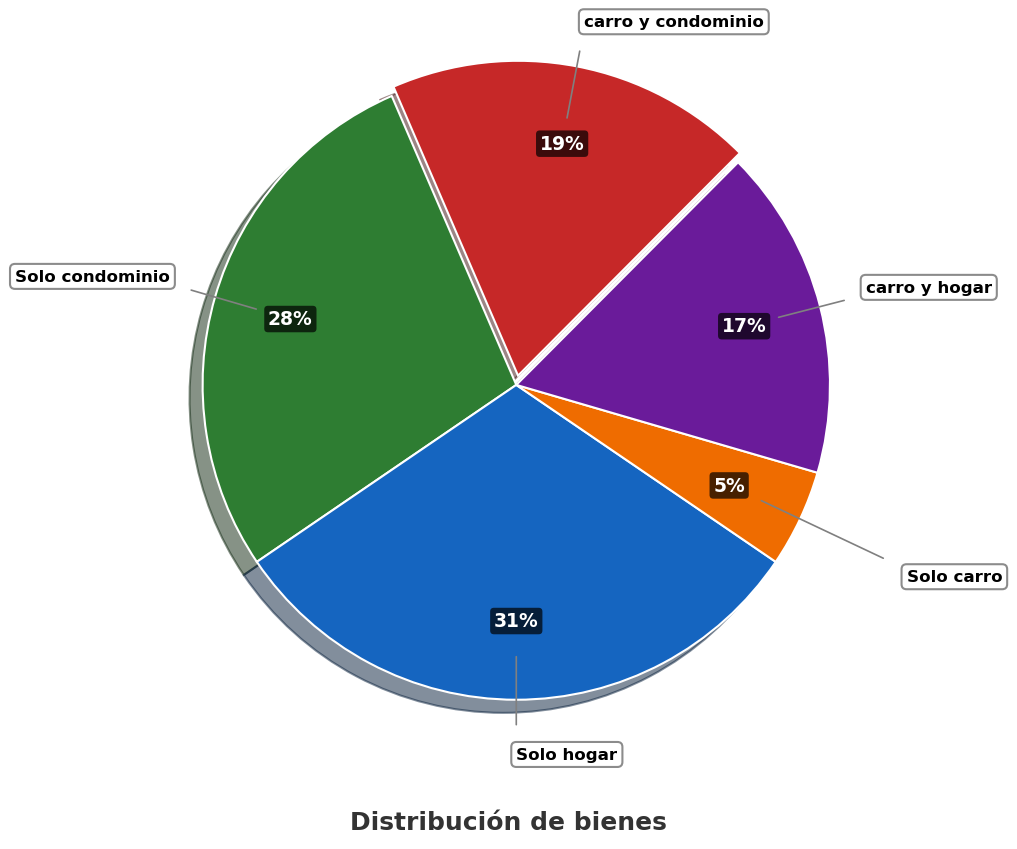 carro y condominio
19%
Solo condominio
28%
carro y hogar
17%
5%
Solo carro
31%
Solo hogar
Distribución de bienes